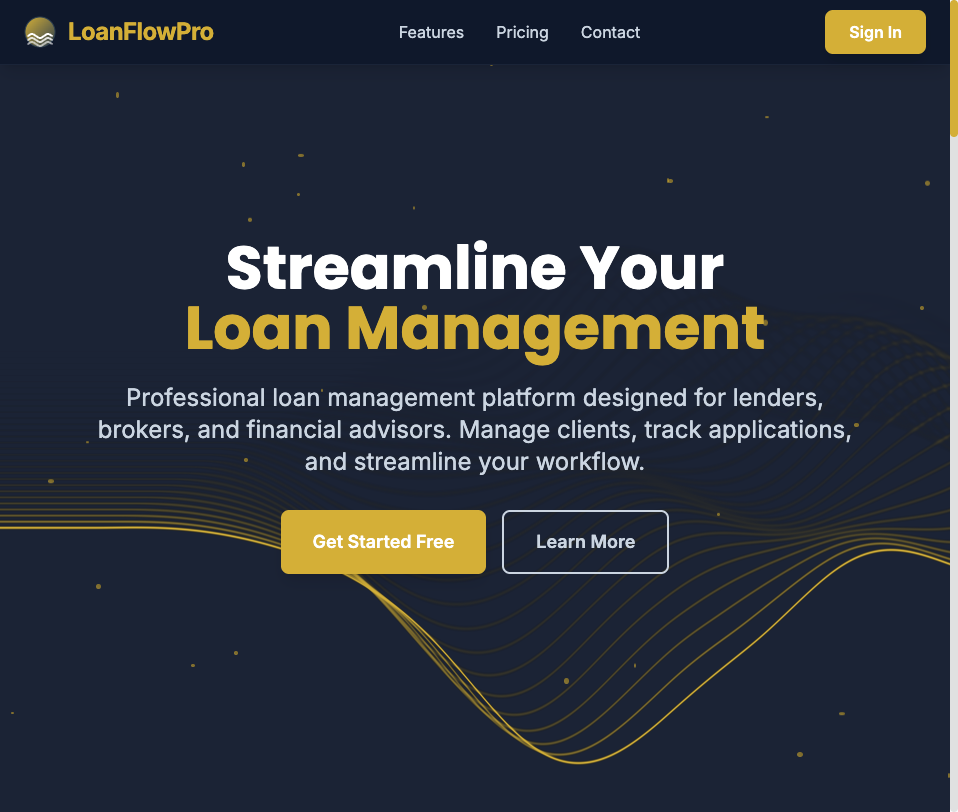 LoanFlowPro
Features
Pricing
Contact
Sign In
Streamline Your
Loan Management
Professional loan management platform designed for lenders,
brokers, and financial advisors. Manage clients, track applications,
and streamline your workflow.
Get Started Free
Learn More